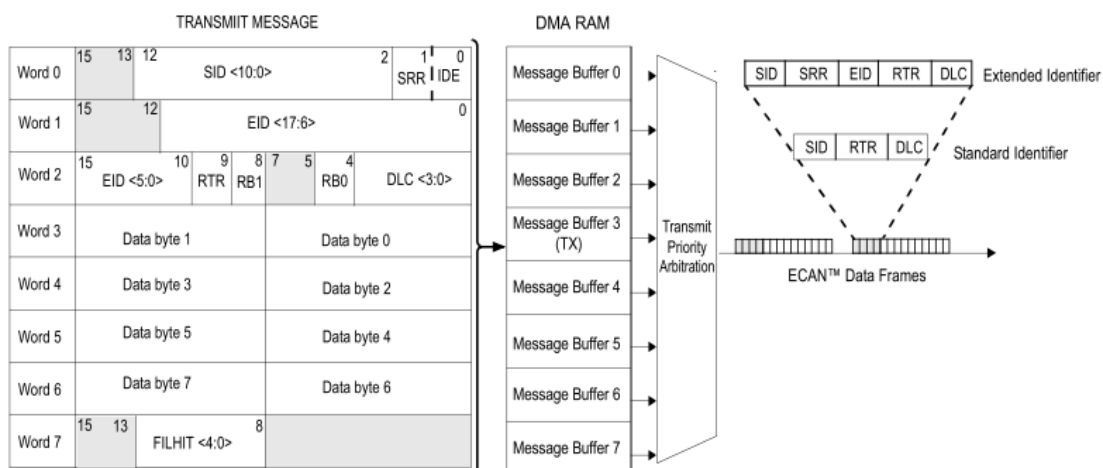 TRANSMIIT MESSAGE
DMA RAM
Word 0
15 13 12 2 1 0
SID <10:0>
SRR IDE
Word 1
15 12 0
EID <17:6>
Word 2
15 10 9 8 7 5 4
EID <5:0> RTR RB1 RB0 DLC <3:0>
Word 3
Data byte 1 Data byte 0
Word 4
Data byte 3 Data byte 2
Word 5
Data byte 5 Data byte 4
Word 6
Data byte 7 Data byte 6
Word 7
15 13 8
FILHIT <4:0>
Message Buffer 0
Message Buffer 1
Message Buffer 2
Message Buffer 3
(TX)
Message Buffer 4
Message Buffer 5
Message Buffer 6
Message Buffer 7
Transmit
Priority
Arbitration
SID SRR EID RTR DLC Extended Identifier
SID RTR DLC Standard Identifier
ECAN™ Data Frames